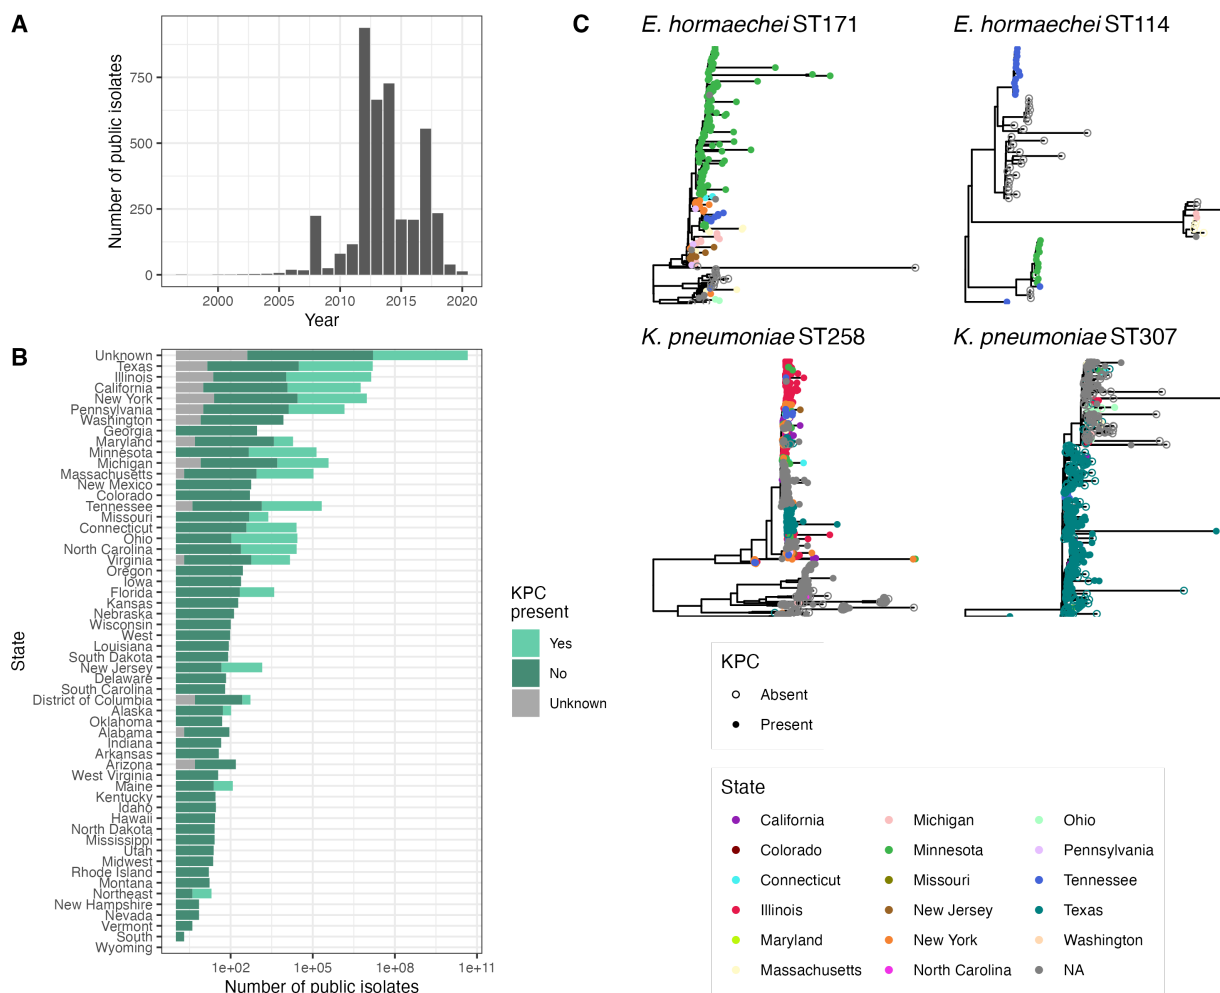 A
Number of public isolates
750
500
250
0
2000
2005
2010
2015
2020
Year
B
State
Unknown
Texas
Illinois
California
New York
Pennsylvania
Washington
Georgia
Maryland
Minnesota
Michigan
Massachusetts
New Mexico
Colorado
Tennessee
Missouri
Connecticut
Ohio
North Carolina
Virginia
Oregon
Iowa
Florida
Kansas
Nebraska
Wisconsin
West
Louisiana
South Dakota
New Jersey
Delaware
South Carolina
District of Columbia
Alaska
Oklahoma
Alabama
Indiana
Arkansas
Arizona
West Virginia
Maine
Kentucky
Idaho
Hawaii
North Dakota
Mississippi
Utah
Midwest
Rhode Island
Montana
Northeast
New Hampshire
Nevada
Vermont
South
Wyoming
1e+02
1e+05
1e+08
1e+11
Number of public isolates
KPC
present
Yes
No
Unknown
C
E. hormaechei ST171
E. hormaechei ST114
K. pneumoniae ST258
K. pneumoniae ST307
KPC
Absent
Present
State
California
Colorado
Connecticut
Illinois
Maryland
Massachusetts
Michigan
Minnesota
Missouri
New Jersey
New York
North Carolina
Ohio
Pennsylvania
Tennessee
Texas
Washington
NA